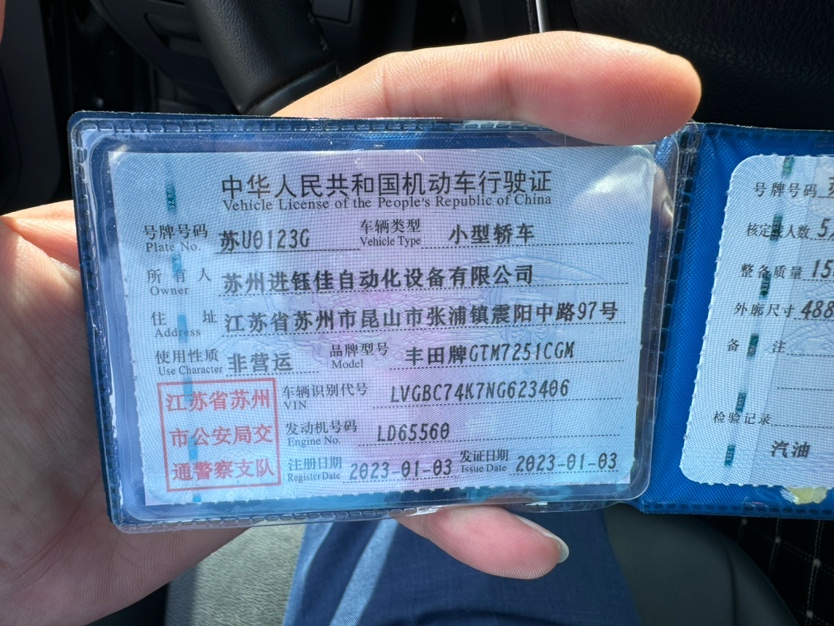 中华人民共和国机动车行驶证
Vehicle License of the People's Republic of China
号牌号码 苏U0123G 车辆类型 小型轿车
Plate No. Vehicle Type
所有人 苏州进钰佳自动化设备有限公司
Owner
住址 江苏省苏州市昆山市张浦镇震阳中路97号
Address
使用性质 非营运 品牌型号 丰田牌GTM7251CGM
Use Character Model
江苏省苏州
市公安局交
通警察支队
车辆识别代号 LVGBC74K7NG623406
VIN
发动机号码 LD65560
Engine No.
注册日期 2023-01-03 发证日期 2023-01-03
Register Date Issue Date
号牌号码
核定载人数 5
整备质量 15
外廓尺寸 488
备注
检验记录
汽油